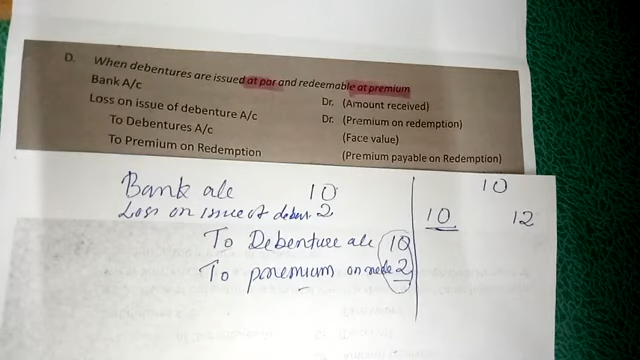 D. When debentures are issued at par and redeemable at premium
Bank A/c Dr. (Amount received)
Loss on issue of debenture A/c Dr. (Premium on redemption)
To Debentures A/c (Face value)
To Premium on Redemption (Premium payable on Redemption)
10
Bank a/c 10
Loss on issue of deben. 2 10 12
To Debenture a/c 10
To premium on rede 2